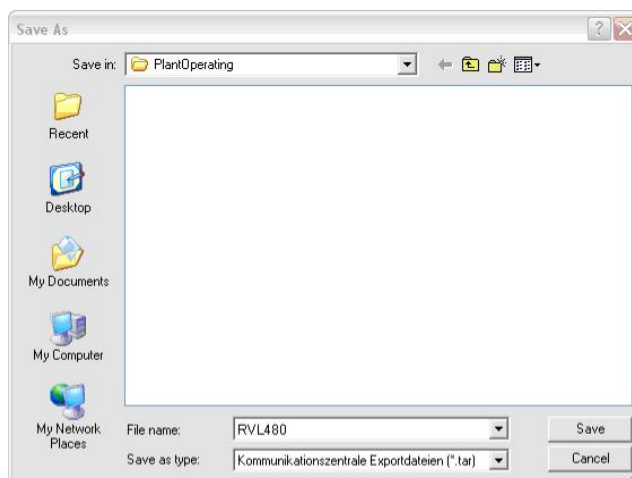 Save As
Save in:
PlantOperating
Recent
Desktop
My Documents
My Computer
My Network
Places
File name:
RVL480
Save
Save as type:
Kommunikationszentrale Exportdateien (*.tar)
Cancel